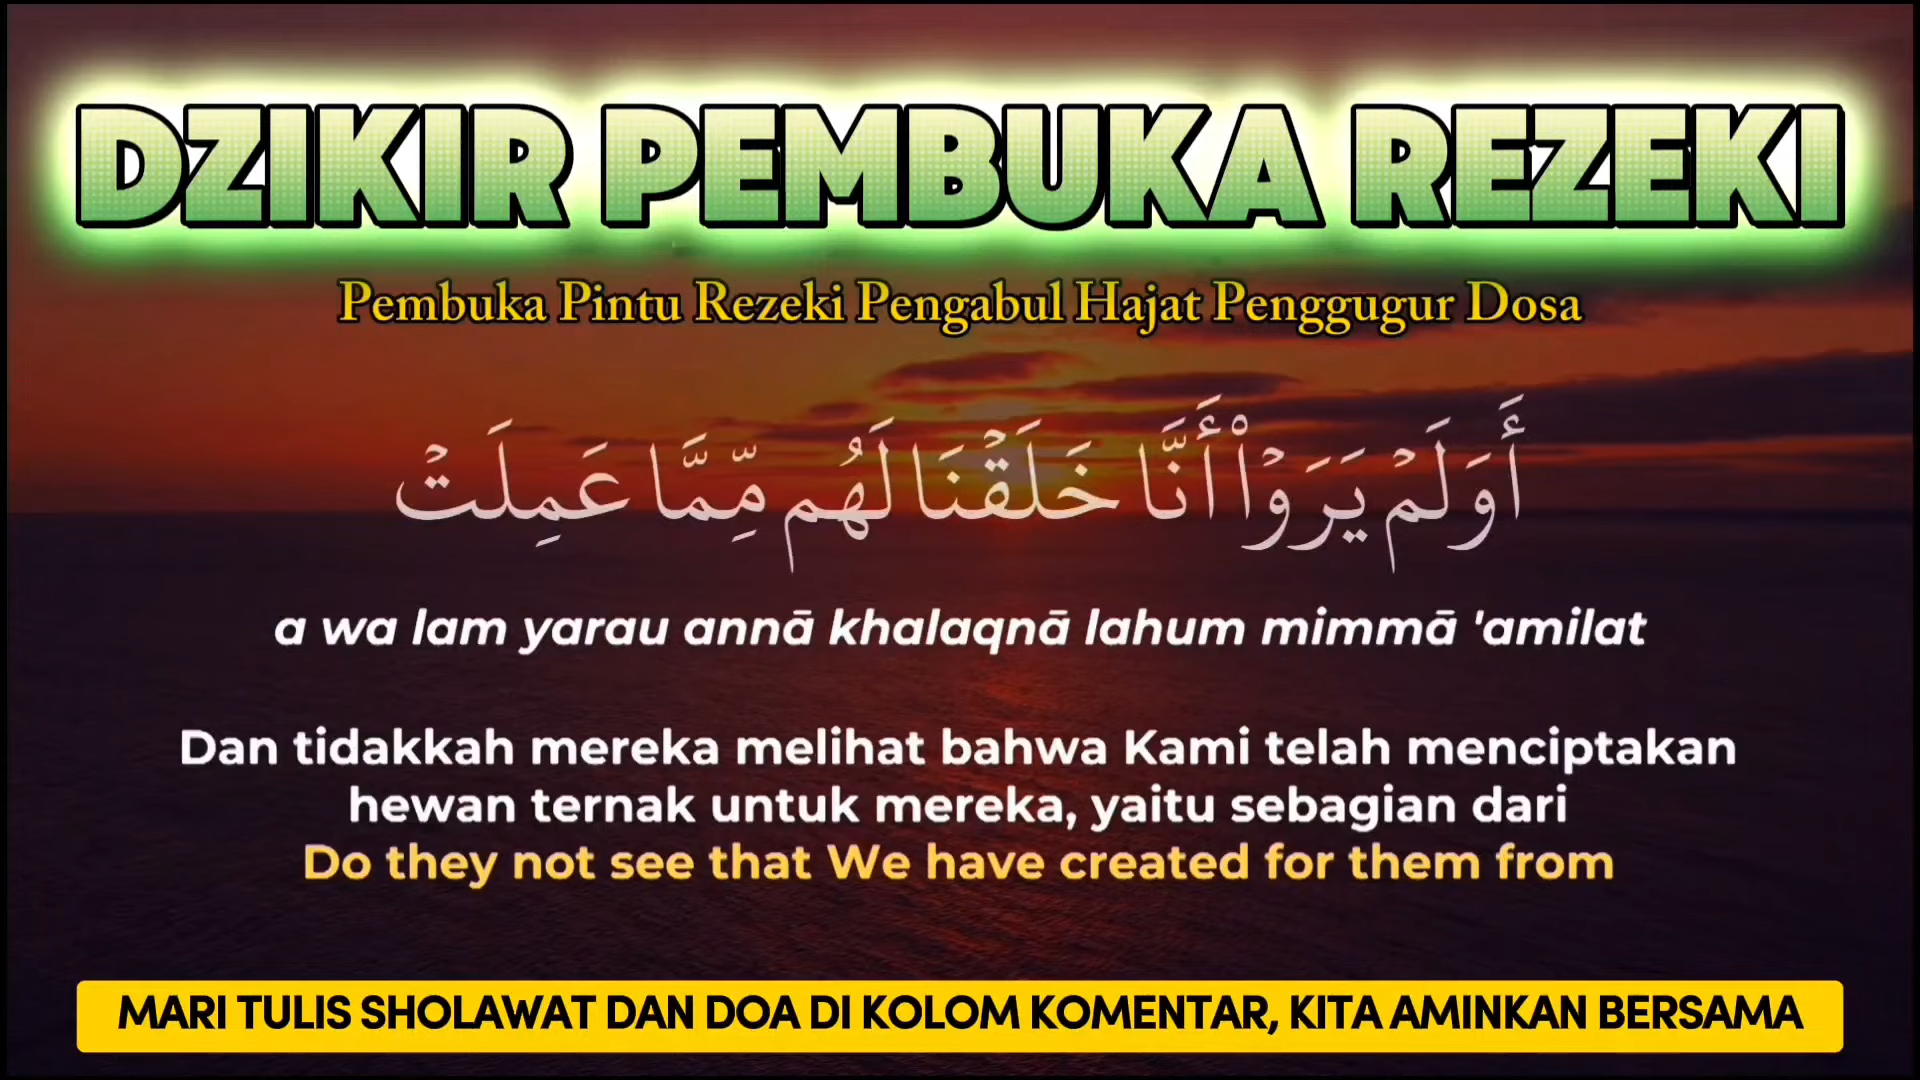 DZIKIR PEMBUKA REZEKI
Pembuka Pintu Rezeki Pengabul Hajat Penggugur Dosa
أَوَلَمۡ يَرَوۡاْ أَنَّا خَلَقۡنَا لَهُم مِّمَّا عَمِلَتۡ
a wa lam yarau annā khalaqnā lahum mimmā 'amilat
Dan tidakkah mereka melihat bahwa Kami telah menciptakan
hewan ternak untuk mereka, yaitu sebagian dari
Do they not see that We have created for them from
MARI TULIS SHOLAWAT DAN DOA DI KOLOM KOMENTAR, KITA AMINKAN BERSAMA